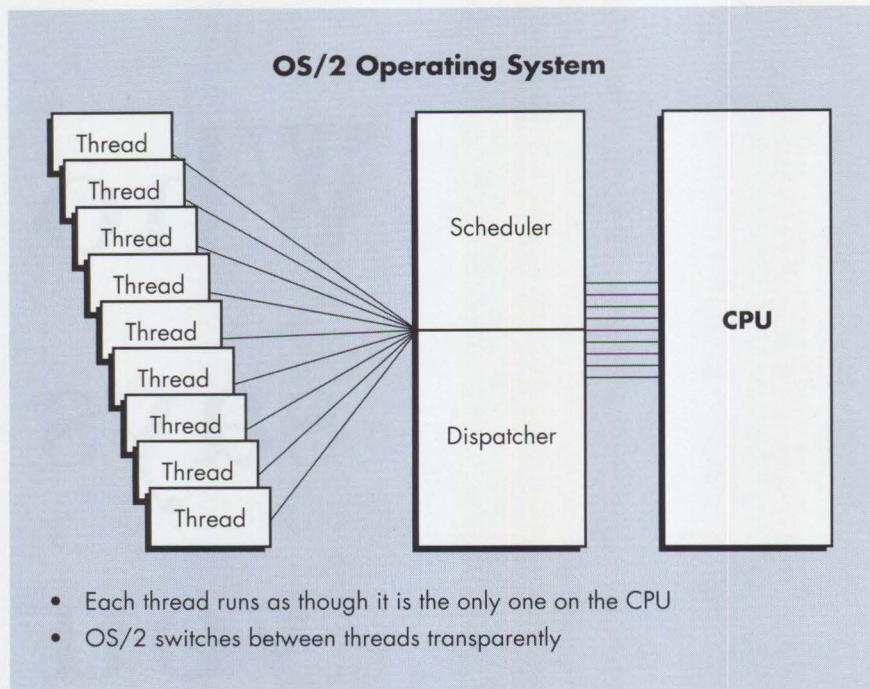 OS/2 Operating System
Thread
Thread
Thread
Thread
Thread
Thread
Thread
Thread
Thread
Scheduler
Dispatcher
CPU
• Each thread runs as though it is the only one on the CPU
• OS/2 switches between threads transparently